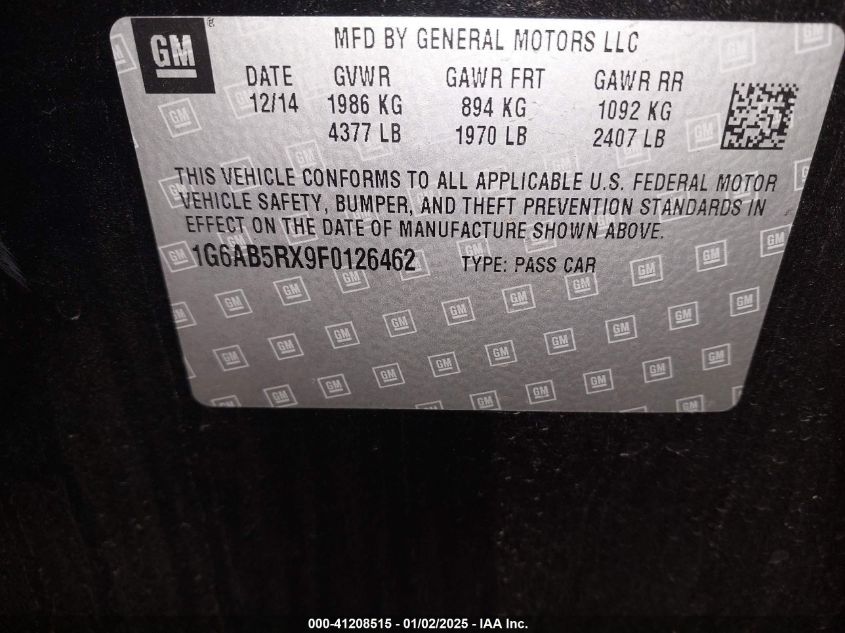 GM
MFD BY GENERAL MOTORS LLC
DATE GVWR GAWR FRT GAWR RR
12/14 1986 KG 894 KG 1092 KG
4377 LB 1970 LB 2407 LB
THIS VEHICLE CONFORMS TO ALL APPLICABLE U.S. FEDERAL MOTOR
VEHICLE SAFETY, BUMPER, AND THEFT PREVENTION STANDARDS IN
EFFECT ON THE DATE OF MANUFACTURE SHOWN ABOVE.
1G6AB5RX9F0126462 TYPE: PASS CAR
000-41208515 - 01/02/2025 - IAA Inc.